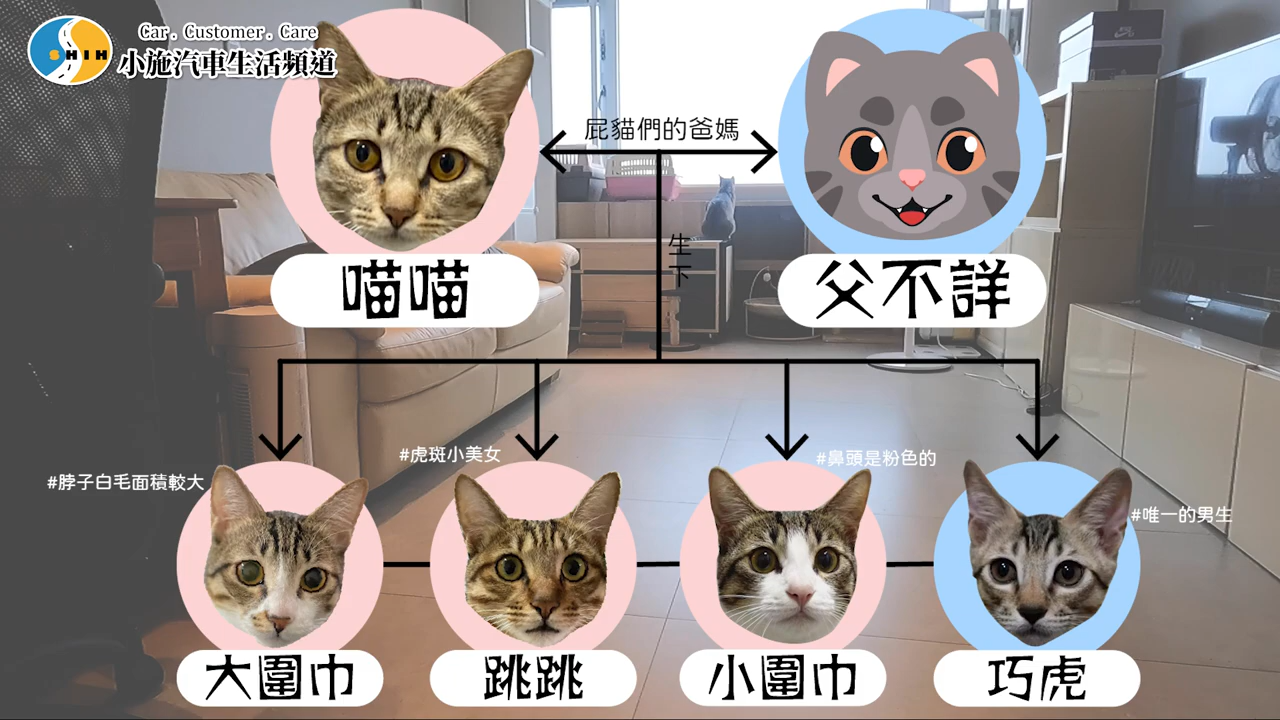 Car. Customer. Care
SHIH
小施汽車生活頻道
屁貓們的爸媽
喵喵
父不詳
生下
#脖子白毛面積較大
#虎斑小美女
#鼻頭是粉色的
#唯一的男生
大圍巾
跳跳
小圍巾
巧虎